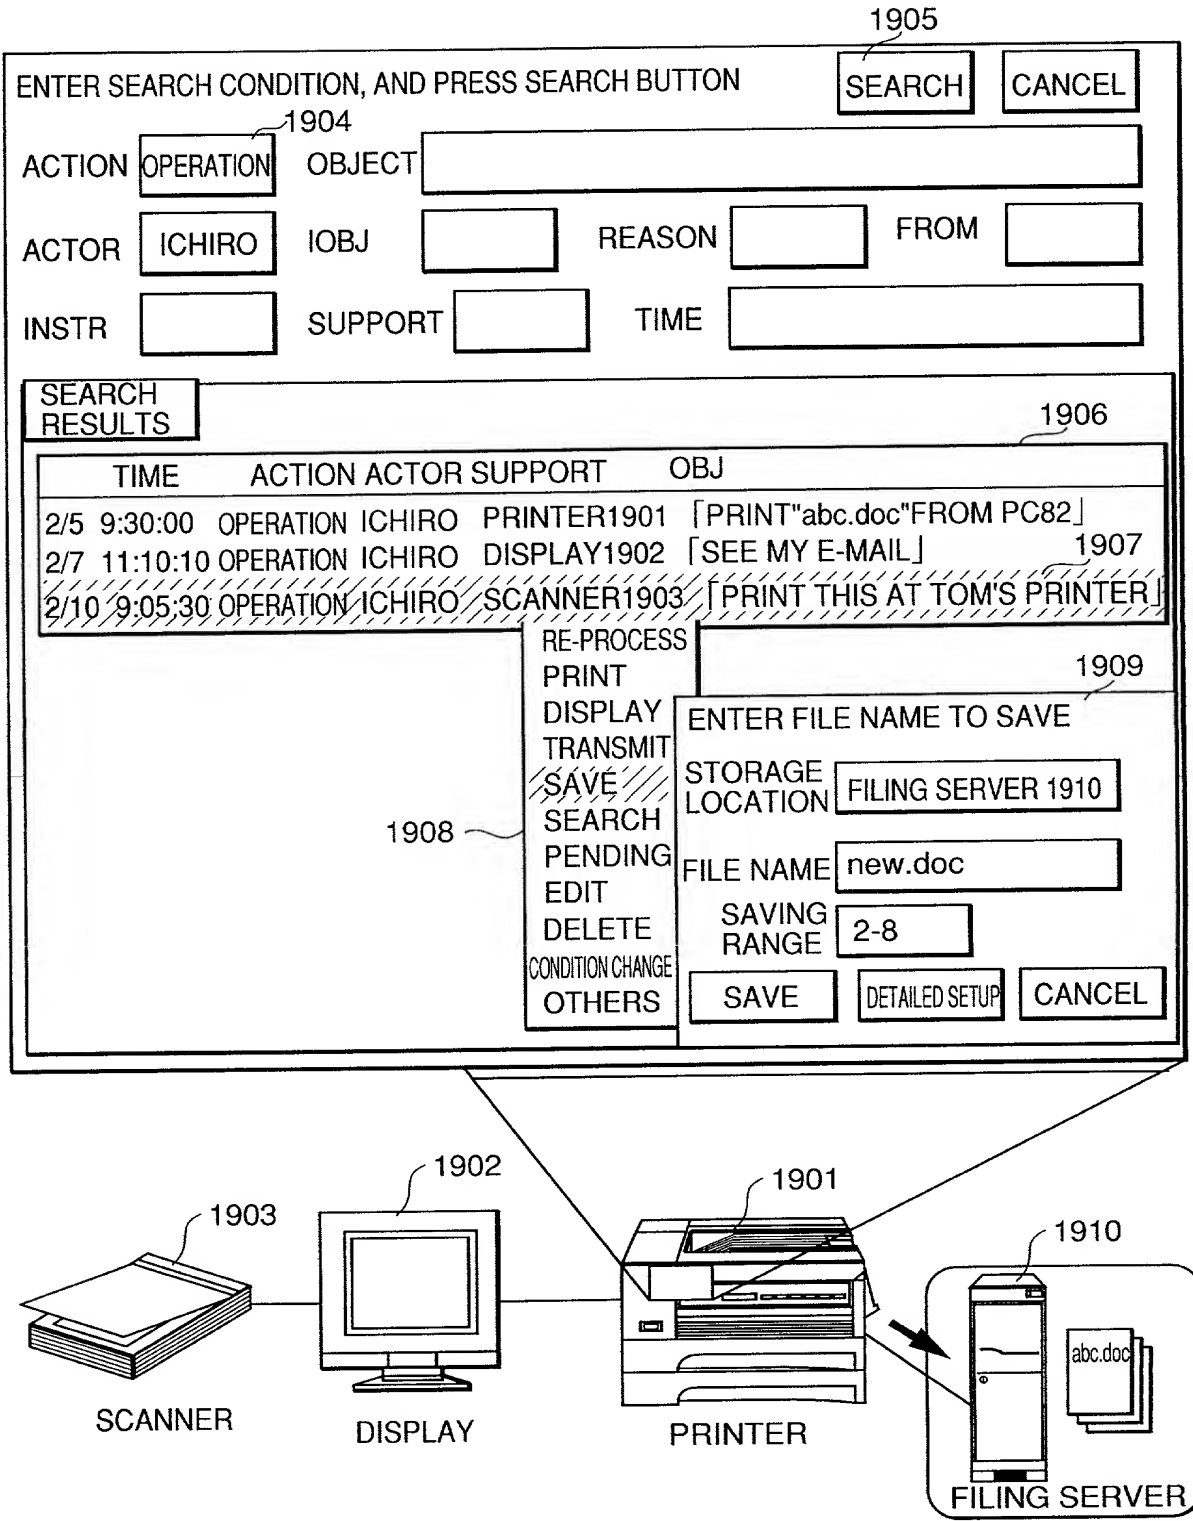 1905
ENTER SEARCH CONDITION, AND PRESS SEARCH BUTTON SEARCH CANCEL
1904
ACTION OPERATION OBJECT
ACTOR ICHIRO IOBJ REASON FROM
INSTR SUPPORT TIME
SEARCH
RESULTS
1906
TIME ACTION ACTOR SUPPORT OBJ
2/5 9:30:00 OPERATION ICHIRO PRINTER1901 「PRINT"abc.doc"FROM PC82」
2/7 11:10:10 OPERATION ICHIRO DISPLAY1902 「SEE MY E-MAIL」
1907
2/10 9:05:30 OPERATION ICHIRO SCANNER1903 「PRINT THIS AT TOM'S PRINTER」
RE-PROCESS
PRINT
DISPLAY
TRANSMIT
SAVE
SEARCH
PENDING
EDIT
DELETE
CONDITION CHANGE
OTHERS
1908
1909
ENTER FILE NAME TO SAVE
STORAGE
LOCATION FILING SERVER 1910
FILE NAME new.doc
SAVING
RANGE 2-8
SAVE DETAILED SETUP CANCEL
1903
1902
1901
1910
abc.doc
SCANNER
DISPLAY
PRINTER
FILING SERVER